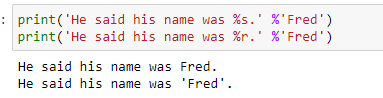 : print('He said his name was %s.' %'Fred')
print('He said his name was %r.' %'Fred')
He said his name was Fred.
He said his name was 'Fred'.